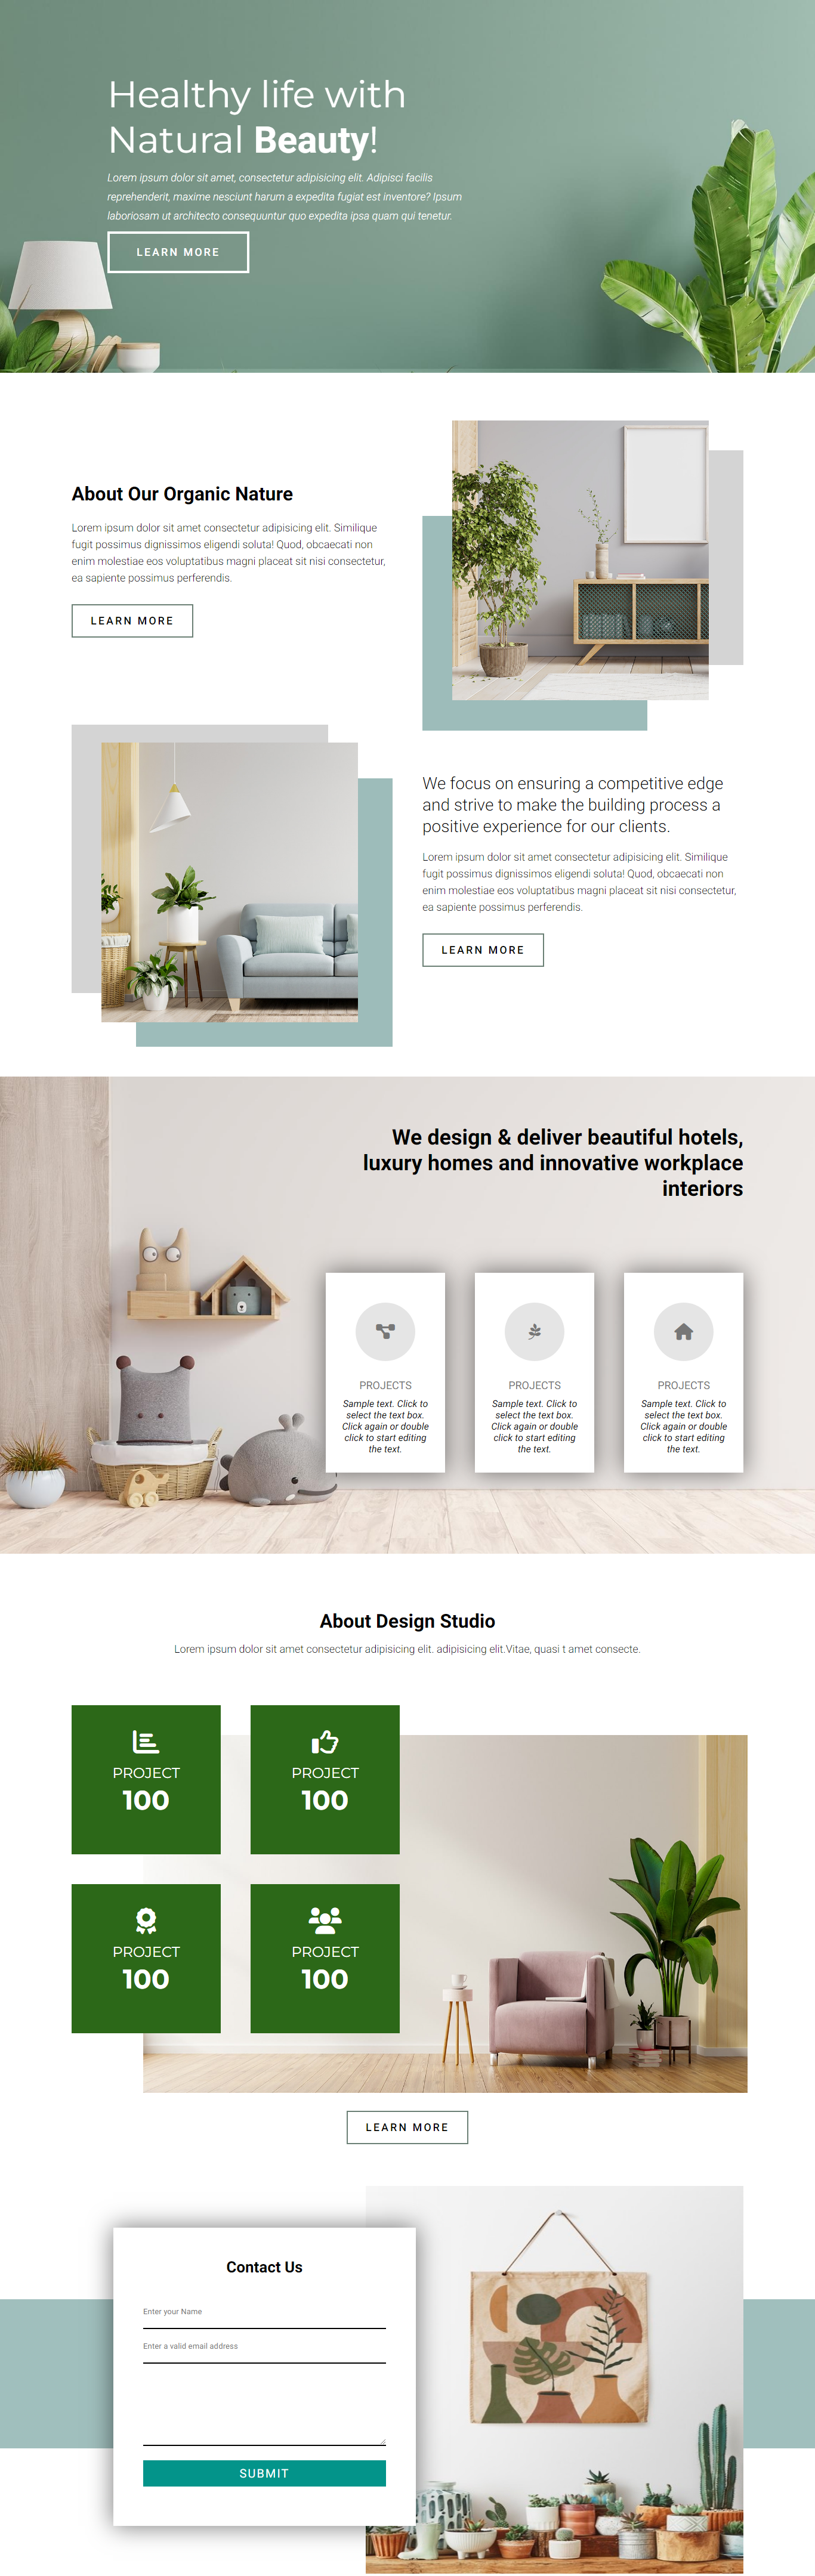 Healthy life with
Natural Beauty!
Lorem ipsum dolor sit amet, consectetur adipisicing elit. Adipisci facilis
reprehenderit, maxime nesciunt harum a expedita fugiat est inventore? Ipsum
laboriosam ut architecto consequuntur quo expedita ipsa quam qui tenetur.
LEARN MORE
About Our Organic Nature
Lorem ipsum dolor sit amet consectetur adipisicing elit. Similique
fugit possimus dignissimos eligendi soluta! Quod, obcaecati non
enim molestiae eos voluptatibus magni placeat sit nisi consectetur,
ea sapiente possimus perferendis.
LEARN MORE
We focus on ensuring a competitive edge
and strive to make the building process a
positive experience for our clients.
Lorem ipsum dolor sit amet consectetur adipisicing elit. Similique
fugit possimus dignissimos eligendi soluta! Quod, obcaecati non
enim molestiae eos voluptatibus magni placeat sit nisi consectetur,
ea sapiente possimus perferendis.
LEARN MORE
We design & deliver beautiful hotels,
luxury homes and innovative workplace
interiors
PROJECTS
Sample text. Click to
select the text box.
Click again or double
click to start editing
the text.
PROJECTS
Sample text. Click to
select the text box.
Click again or double
click to start editing
the text.
PROJECTS
Sample text. Click to
select the text box.
Click again or double
click to start editing
the text.
About Design Studio
Lorem ipsum dolor sit amet consectetur adipisicing elit. adipisicing elit.Vitae, quasi t amet consecte.
PROJECT
100
PROJECT
100
PROJECT
100
PROJECT
100
LEARN MORE
Contact Us
Enter your Name
Enter a valid email address
SUBMIT